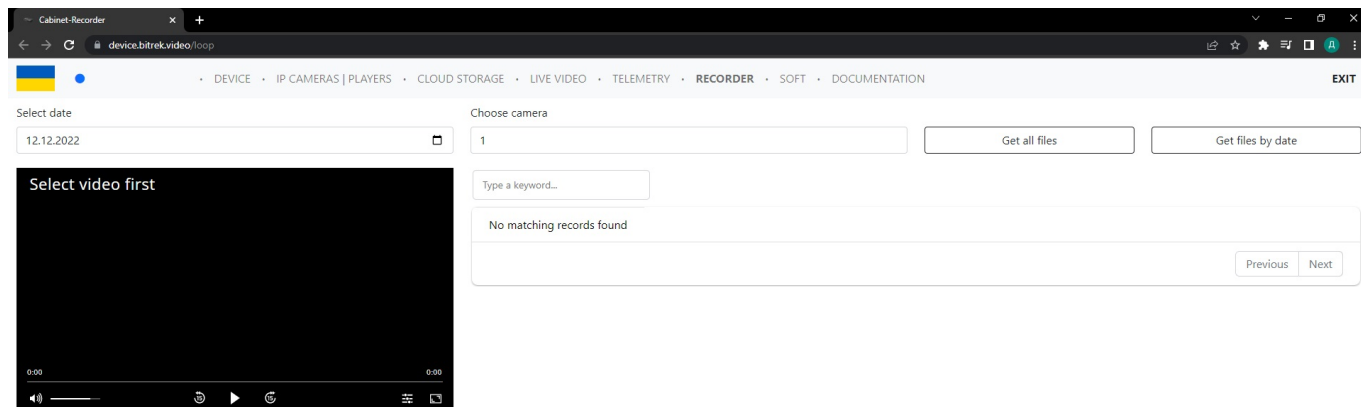 Cabinet-Recorder
device.bitrek.video/loop
Д
• DEVICE • IP CAMERAS | PLAYERS • CLOUD STORAGE • LIVE VIDEO • TELEMETRY • RECORDER • SOFT • DOCUMENTATION EXIT
Select date
Choose camera
12.12.2022
1
Get all files
Get files by date
Select video first
Type a keyword...
No matching records found
Previous Next
0:00 0:00
15 15